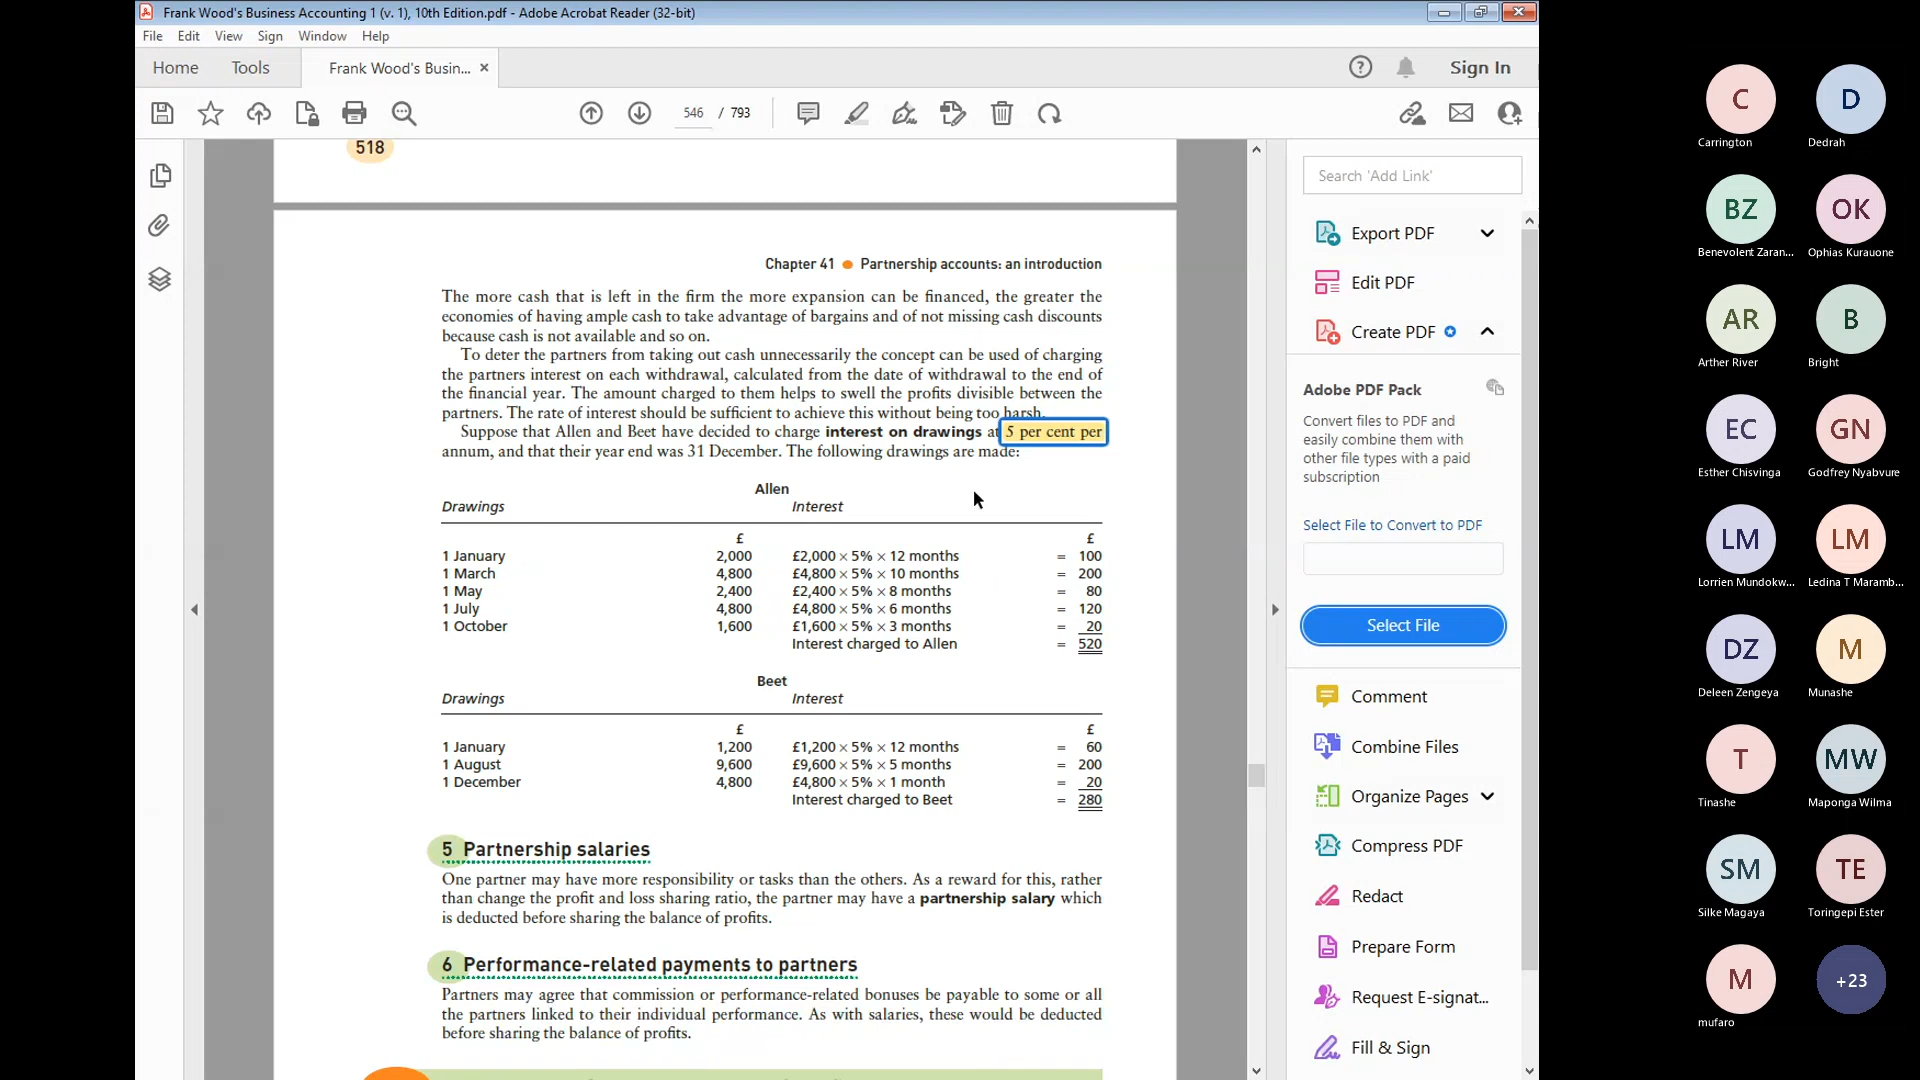 Frank Wood's Business Accounting 1 (v. 1), 10th Edition.pdf - Adobe Acrobat Reader (32-bit)
File Edit View Sign Window Help
Home Tools Frank Wood's Busin... × Sign In
546 / 793
518
Chapter 41 ● Partnership accounts: an introduction
The more cash that is left in the firm the more expansion can be financed, the greater the
economies of having ample cash to take advantage of bargains and of not missing cash discounts
because cash is not available and so on.
To deter the partners from taking out cash unnecessarily the concept can be used of charging
the partners interest on each withdrawal, calculated from the date of withdrawal to the end of
the financial year. The amount charged to them helps to swell the profits divisible between the
partners. The rate of interest should be sufficient to achieve this without being too harsh.
Suppose that Allen and Beet have decided to charge interest on drawings at 5 per cent per
annum, and that their year end was 31 December. The following drawings are made:
Allen
Drawings Interest
£ £
1 January 2,000 £2,000 × 5% × 12 months = 100
1 March 4,800 £4,800 × 5% × 10 months = 200
1 May 2,400 £2,400 × 5% × 8 months = 80
1 July 4,800 £4,800 × 5% × 6 months = 120
1 October 1,600 £1,600 × 5% × 3 months = 20
Interest charged to Allen = 520
Beet
Drawings Interest
£ £
1 January 1,200 £1,200 × 5% × 12 months = 60
1 August 9,600 £9,600 × 5% × 5 months = 200
1 December 4,800 £4,800 × 5% × 1 month = 20
Interest charged to Beet = 280
5 Partnership salaries
One partner may have more responsibility or tasks than the others. As a reward for this, rather
than change the profit and loss sharing ratio, the partner may have a partnership salary which
is deducted before sharing the balance of profits.
6 Performance-related payments to partners
Partners may agree that commission or performance-related bonuses be payable to some or all
the partners linked to their individual performance. As with salaries, these would be deducted
before sharing the balance of profits.
Search 'Add Link'
Export PDF
Edit PDF
Create PDF
Adobe PDF Pack
Convert files to PDF and
easily combine them with
other file types with a paid
subscription
Select File to Convert to PDF
Select File
Comment
Combine Files
Organize Pages
Compress PDF
Redact
Prepare Form
Request E-signat...
Fill & Sign
C D
Carrington Dedrah
BZ OK
Benevolent Zaran... Ophias Kurauone
AR B
Arther River Bright
EC GN
Esther Chisvinga Godfrey Nyabvure
LM LM
Lorrien Mundokw... Ledina T Maramb...
DZ M
Deleen Zengeya Munashe
T MW
Tinashe Maponga Wilma
SM TE
Silke Magaya Toringepi Ester
M +23
mufaro